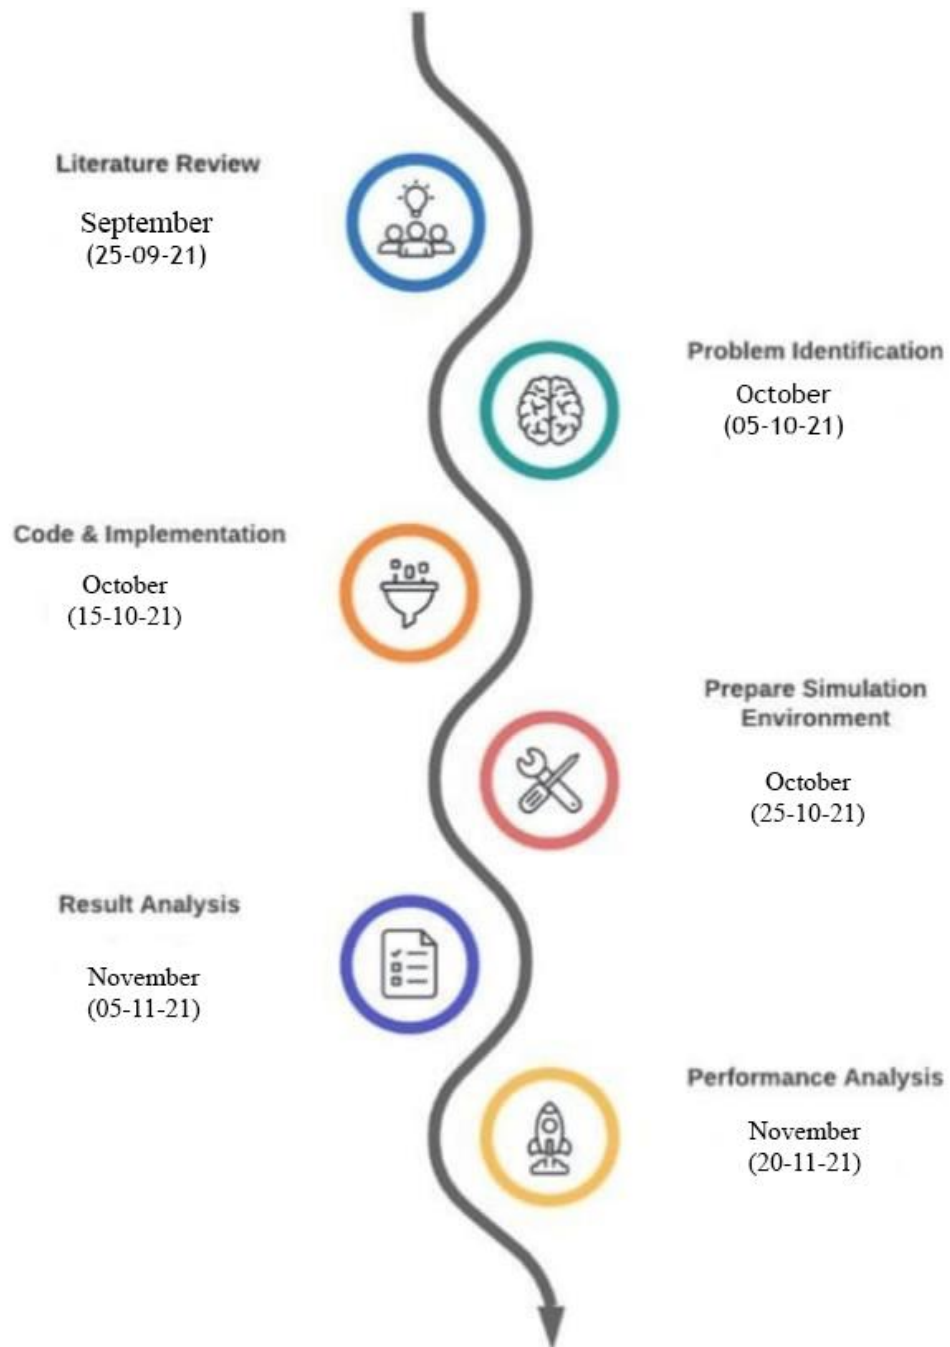 Literature Review
September
(25-09-21)
Problem Identification
October
(05-10-21)
Code & Implementation
October
(15-10-21)
Prepare Simulation
Environment
October
(25-10-21)
Result Analysis
November
(05-11-21)
Performance Analysis
November
(20-11-21)